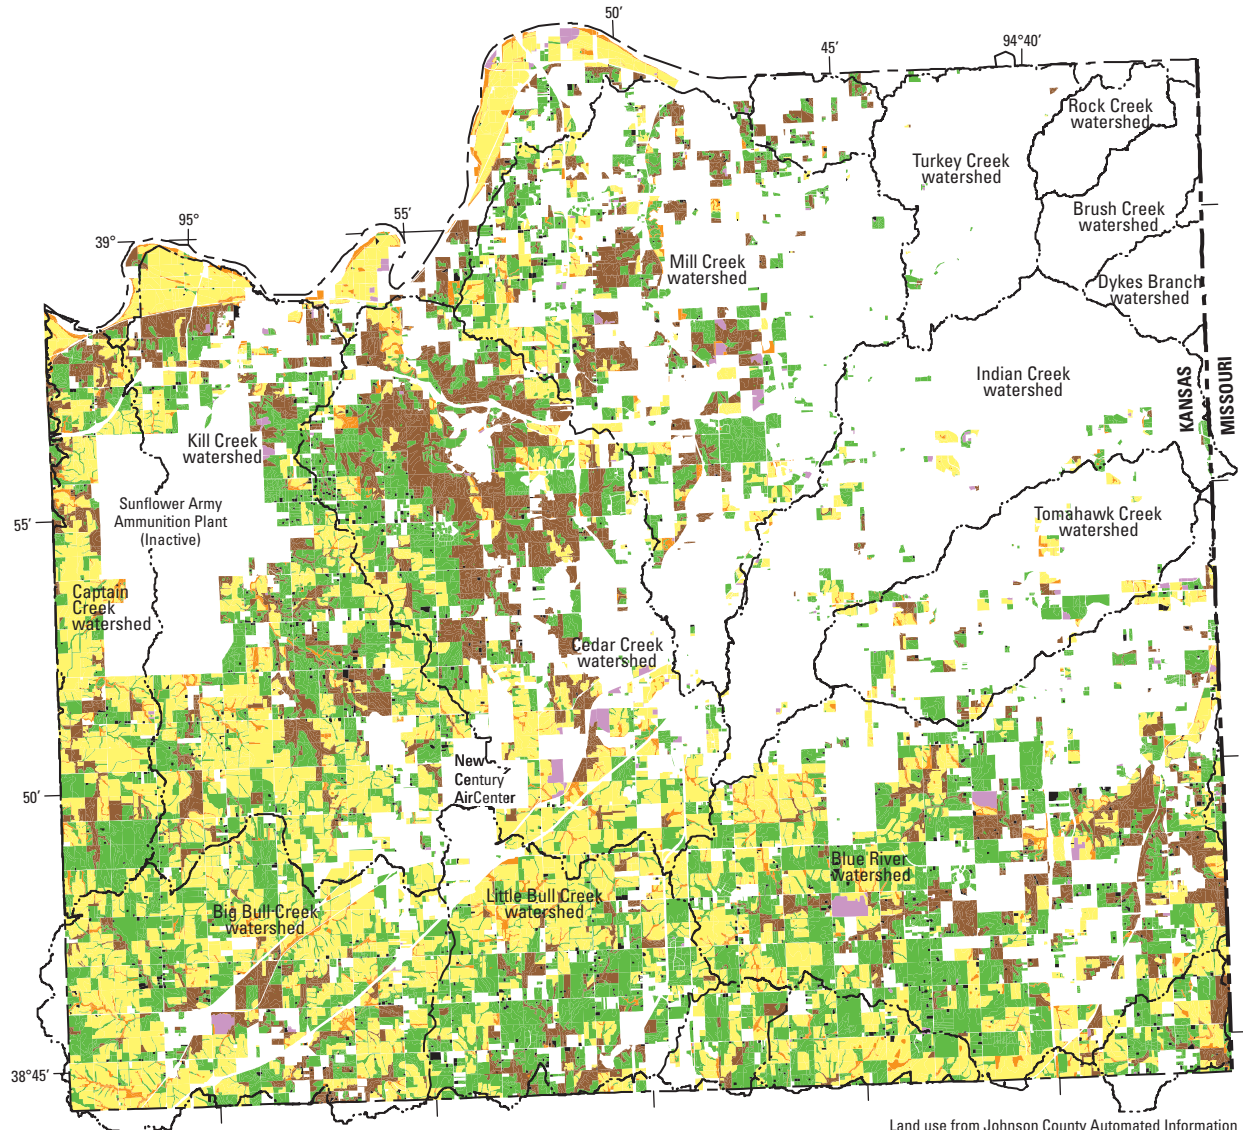 50'
45'
94°40'
Rock Creek
watershed
Turkey Creek
watershed
Brush Creek
watershed
95°
55'
39°
Mill Creek
watershed
Dykes Branch
watershed
Indian Creek
watershed
KANSAS
MISSOURI
Kill Creek
watershed
Sunflower Army
Ammunition Plant
(Inactive)
55'
Tomahawk Creek
watershed
Captain
Creek
watershed
Cedar Creek
watershed
New
Century
AirCenter
50'
Blue River
watershed
Little Bull Creek
watershed
Big Bull Creek
watershed
38°45'
Land use from Johnson County Automated Information